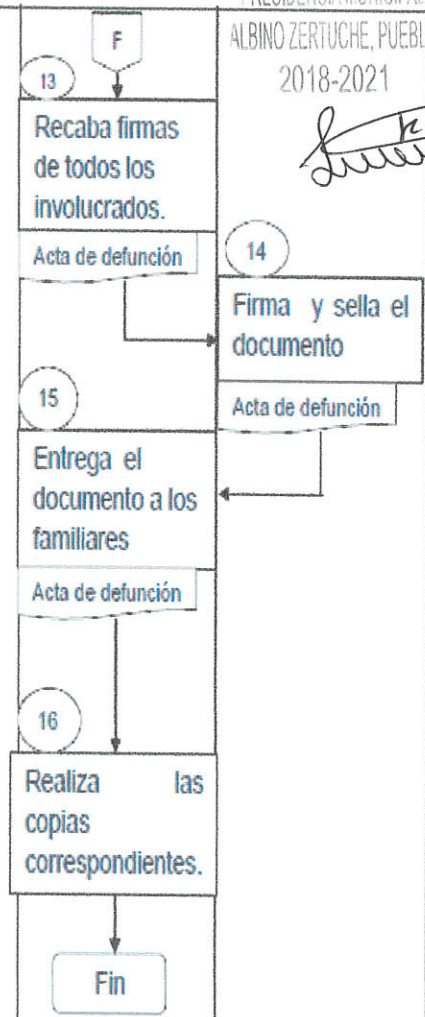 F
ALBINO ZERTUCHE, PUEBL
2018-2021
13
Recaba firmas
de todos los
involucrados.
Acta de defunción
14
Firma y sella el
documento
Acta de defunción
15
Entrega el
documento a los
familiares
Acta de defunción
16
Realiza las
copias
correspondientes.
Fin